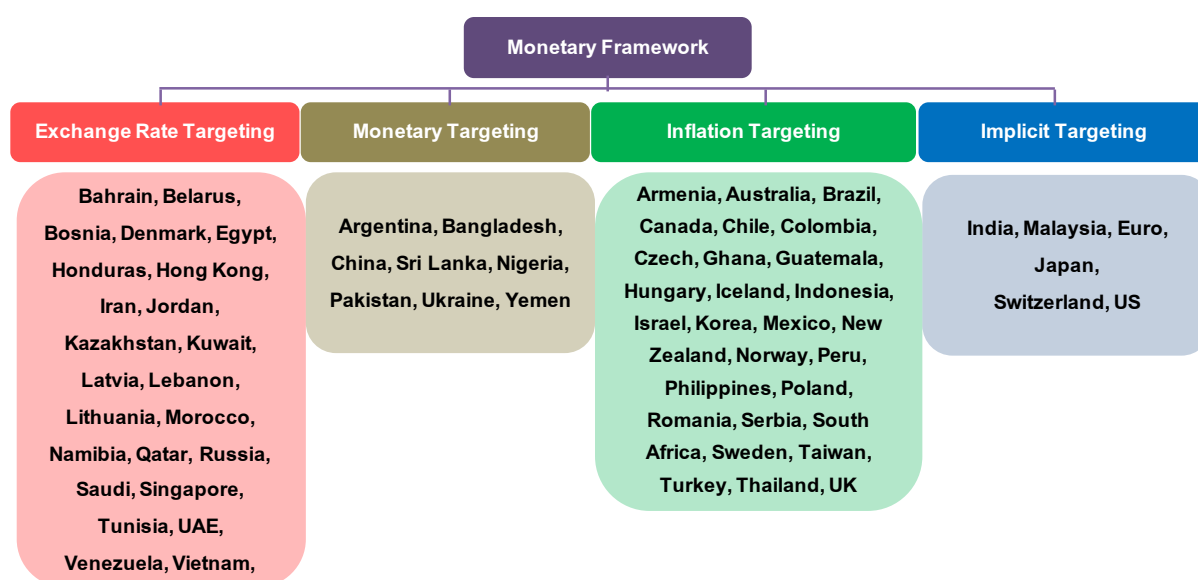 Monetary Framework
Exchange Rate Targeting
Bahrain, Belarus,
Bosnia, Denmark, Egypt,
Honduras, Hong Kong,
Iran, Jordan,
Kazakhstan, Kuwait,
Latvia, Lebanon,
Lithuania, Morocco,
Namibia, Qatar, Russia,
Saudi, Singapore,
Tunisia, UAE,
Venezuela, Vietnam,
Monetary Targeting
Argentina, Bangladesh,
China, Sri Lanka, Nigeria,
Pakistan, Ukraine, Yemen
Inflation Targeting
Armenia, Australia, Brazil,
Canada, Chile, Colombia,
Czech, Ghana, Guatemala,
Hungary, Iceland, Indonesia,
Israel, Korea, Mexico, New
Zealand, Norway, Peru,
Philippines, Poland,
Romania, Serbia, South
Africa, Sweden, Taiwan,
Turkey, Thailand, UK
Implicit Targeting
India, Malaysia, Euro,
Japan,
Switzerland, US